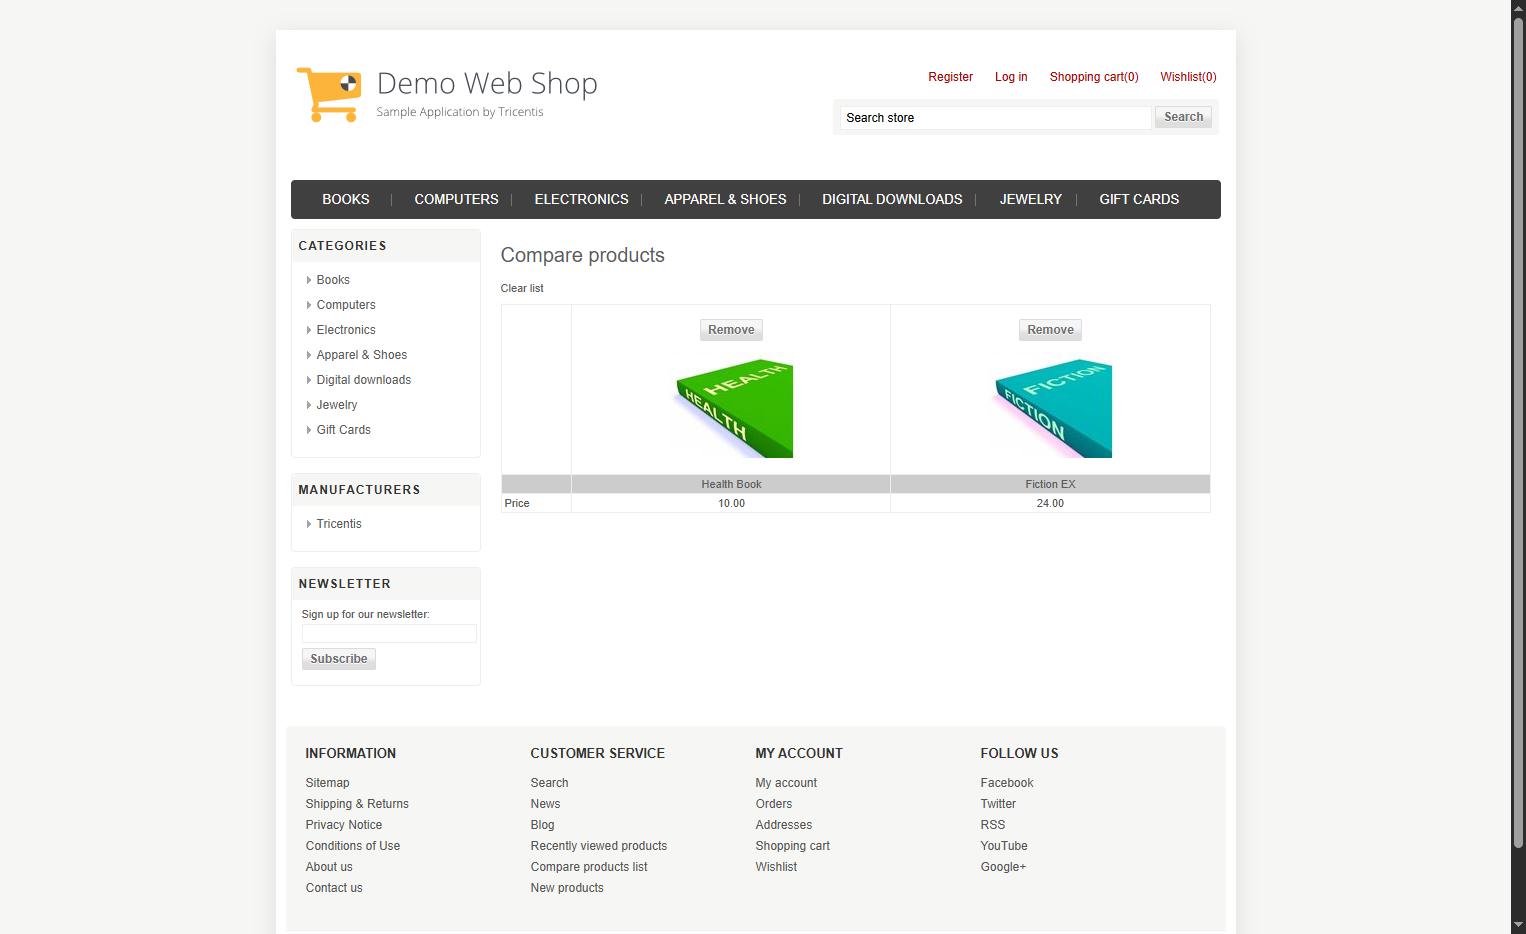 Demo Web Shop
Sample Application by Tricentis
Register Log in Shopping cart(0) Wishlist(0)
Search store Search
BOOKS COMPUTERS ELECTRONICS APPAREL & SHOES DIGITAL DOWNLOADS JEWELRY GIFT CARDS
CATEGORIES
Books
Computers
Electronics
Apparel & Shoes
Digital downloads
Jewelry
Gift Cards
MANUFACTURERS
Tricentis
NEWSLETTER
Sign up for our newsletter:
Subscribe
Compare products
Clear list
Remove Remove
HEALTH FICTION
HEALTH FICTION
Health Book Fiction EX
Price 10.00 24.00
INFORMATION
Sitemap
Shipping & Returns
Privacy Notice
Conditions of Use
About us
Contact us
CUSTOMER SERVICE
Search
News
Blog
Recently viewed products
Compare products list
New products
MY ACCOUNT
My account
Orders
Addresses
Shopping cart
Wishlist
FOLLOW US
Facebook
Twitter
RSS
YouTube
Google+